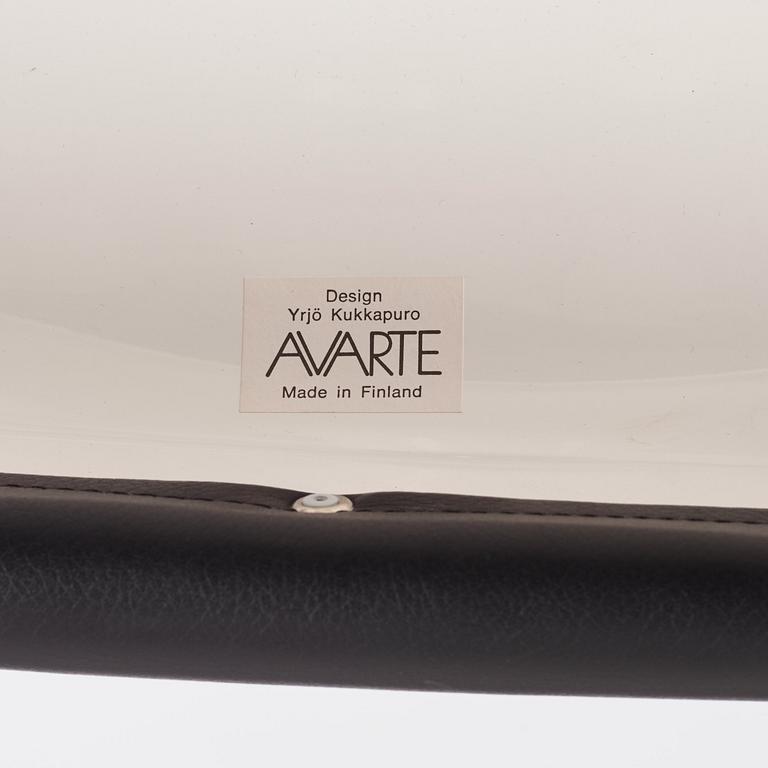 Design
Yrjö Kukkapuro
AVARTE
Made in Finland